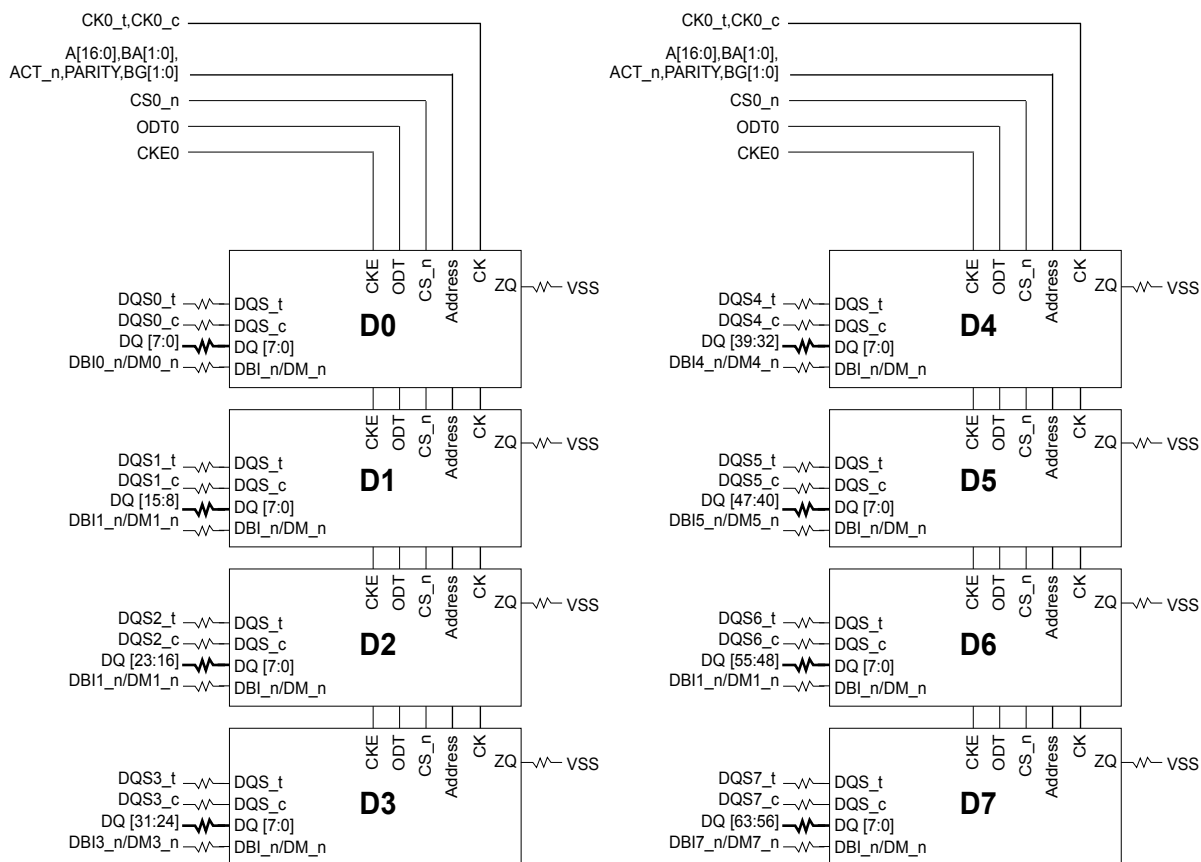 CK0_t,CK0_c
A[16:0],BA[1:0],
ACT_n,PARITY,BG[1:0]
CS0_n
ODT0
CKE0
CKE
ODT
CS_n
Address
CK
ZQ
VSS
D0
DQS0_t
DQS_t
DQS0_c
DQS_c
DQ [7:0]
DQ [7:0]
DBI0_n/DM0_n
DBI_n/DM_n
CKE
ODT
CS_n
Address
CK
ZQ
VSS
D1
DQS1_t
DQS_t
DQS1_c
DQS_c
DQ [15:8]
DQ [7:0]
DBI1_n/DM1_n
DBI_n/DM_n
CKE
ODT
CS_n
Address
CK
ZQ
VSS
D2
DQS2_t
DQS_t
DQS2_c
DQS_c
DQ [23:16]
DQ [7:0]
DBI1_n/DM1_n
DBI_n/DM_n
CKE
ODT
CS_n
Address
CK
ZQ
VSS
D3
DQS3_t
DQS_t
DQS3_c
DQS_c
DQ [31:24]
DQ [7:0]
DBI3_n/DM3_n
DBI_n/DM_n
CK0_t,CK0_c
A[16:0],BA[1:0],
ACT_n,PARITY,BG[1:0]
CS0_n
ODT0
CKE0
CKE
ODT
CS_n
Address
CK
ZQ
VSS
D4
DQS4_t
DQS_t
DQS4_c
DQS_c
DQ [39:32]
DQ [7:0]
DBI4_n/DM4_n
DBI_n/DM_n
CKE
ODT
CS_n
Address
CK
ZQ
VSS
D5
DQS5_t
DQS_t
DQS5_c
DQS_c
DQ [47:40]
DQ [7:0]
DBI5_n/DM5_n
DBI_n/DM_n
CKE
ODT
CS_n
Address
CK
ZQ
VSS
D6
DQS6_t
DQS_t
DQS6_c
DQS_c
DQ [55:48]
DQ [7:0]
DBI1_n/DM1_n
DBI_n/DM_n
CKE
ODT
CS_n
Address
CK
ZQ
VSS
D7
DQS7_t
DQS_t
DQS7_c
DQS_c
DQ [63:56]
DQ [7:0]
DBI7_n/DM7_n
DBI_n/DM_n